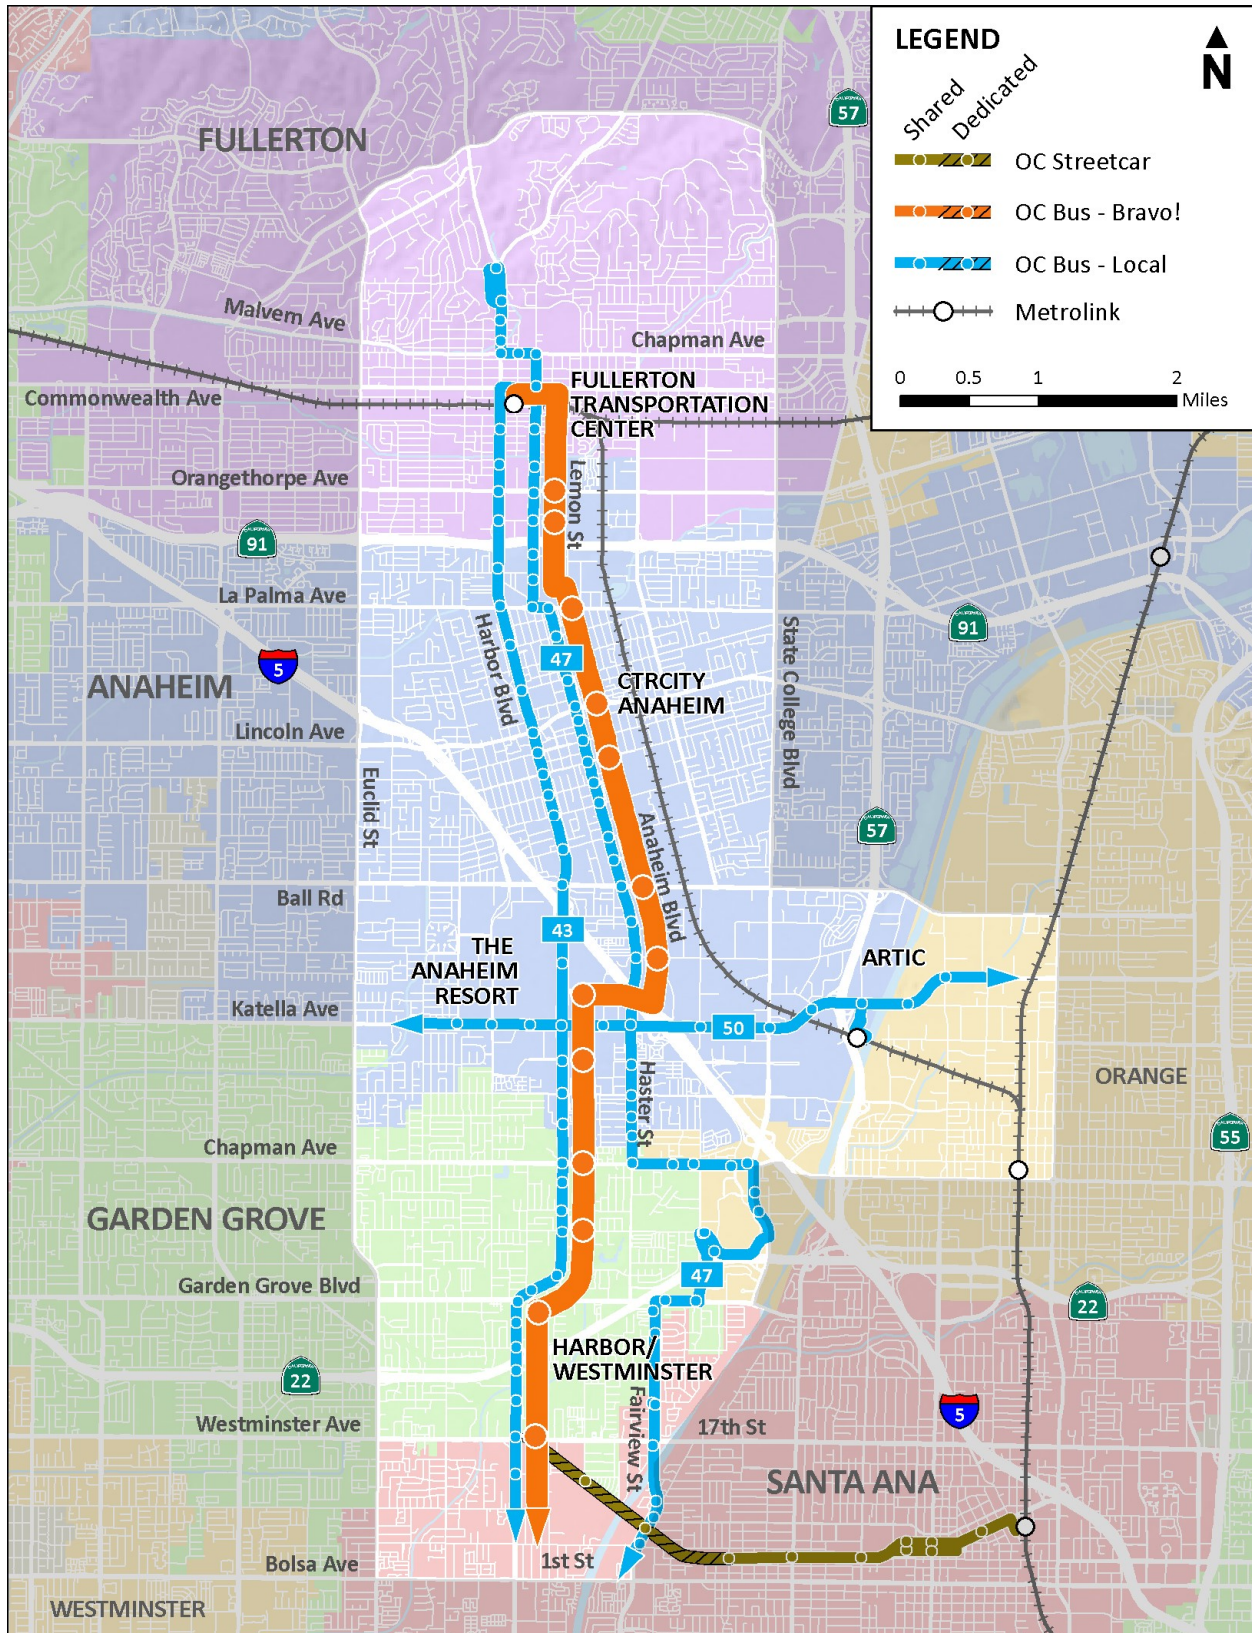 LEGEND
N
Shared
Dedicated
OC Streetcar
OC Bus - Bravo!
OC Bus - Local
Metrolink
0 0.5 1 2
Miles
57
FULLERTON
Malvern Ave
Chapman Ave
FULLERTON
TRANSPORTATION
CENTER
Commonwealth Ave
Orangethorpe Ave
Lemon St
91
La Palma Ave
91
Harbor Blvd
State College Blvd
5
47
ANAHEIM
CTRCITY
ANAHEIM
Lincoln Ave
Euclid St
57
Anaheim Blvd
Ball Rd
43
THE
ANAHEIM
RESORT
ARTIC
Katella Ave
50
ORANGE
Haster St
55
Chapman Ave
GARDEN GROVE
Garden Grove Blvd
47
22
HARBOR/
WESTMINSTER
22
Fairview St
5
Westminster Ave
17th St
SANTA ANA
Bolsa Ave
1st St
WESTMINSTER